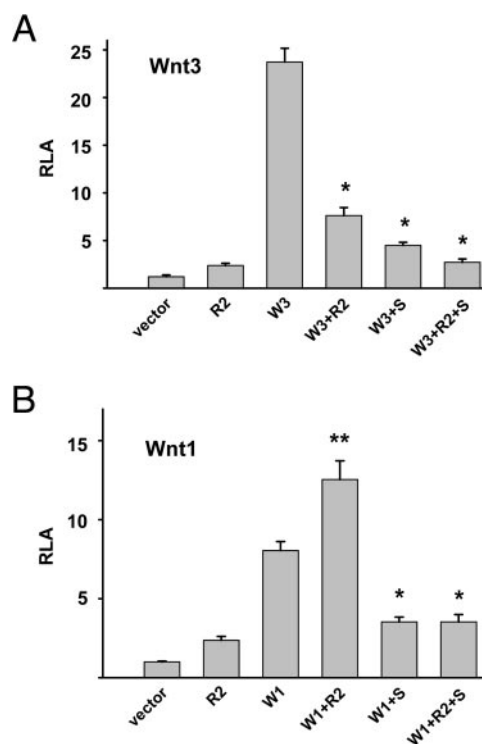 A
Wnt3
25
20
15
10
5
RLA
*
*
*
vector
R2
W3
W3+R2
W3+S
W3+R2+S
B
Wnt1
15
10
5
RLA
**
*
*
vector
R2
W1
W1+R2
W1+S
W1+R2+S